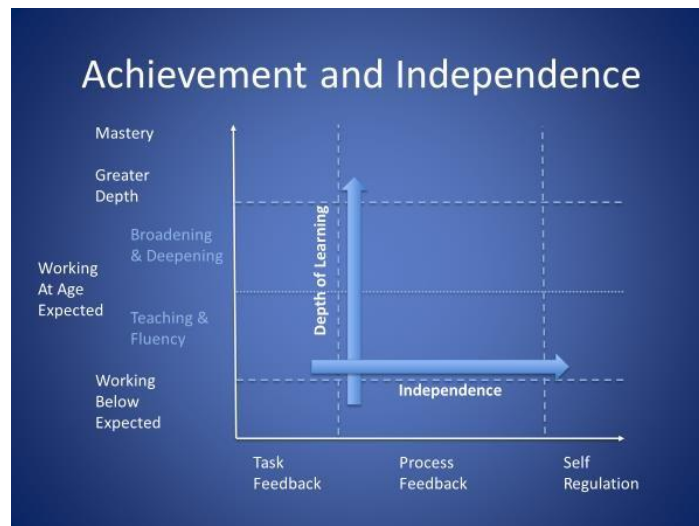 Achievement and Independence
Mastery
Greater
Depth
Broadening
& Deepening
Working
At Age
Expected
Teaching &
Fluency
Working
Below
Expected
Depth of Learning
Independence
Task
Feedback
Process
Feedback
Self
Regulation